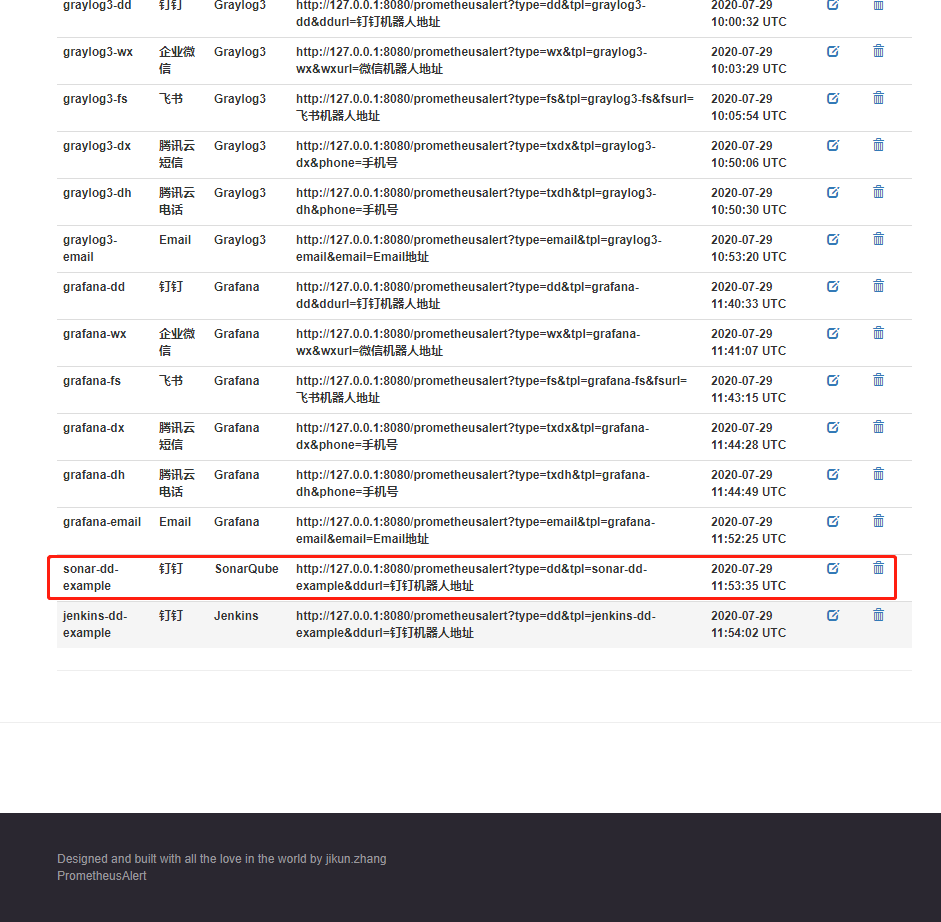 graylog3-dd 钉钉 Graylog3 http://127.0.0.1:8080/prometheusalert?type=dd&tpl=graylog3- 2020-07-29
dd&ddurl=钉钉机器人地址 10:00:32 UTC
graylog3-wx 企业微 Graylog3 http://127.0.0.1:8080/prometheusalert?type=wx&tpl=graylog3- 2020-07-29
信 wx&wxurl=微信机器人地址 10:03:29 UTC
graylog3-fs 飞书 Graylog3 http://127.0.0.1:8080/prometheusalert?type=fs&tpl=graylog3-fs&fsurl= 2020-07-29
飞书机器人地址 10:05:54 UTC
graylog3-dx 腾讯云 Graylog3 http://127.0.0.1:8080/prometheusalert?type=txdx&tpl=graylog3- 2020-07-29
短信 dx&phone=手机号 10:50:06 UTC
graylog3-dh 腾讯云 Graylog3 http://127.0.0.1:8080/prometheusalert?type=txdh&tpl=graylog3- 2020-07-29
电话 dh&phone=手机号 10:50:30 UTC
graylog3- Email Graylog3 http://127.0.0.1:8080/prometheusalert?type=email&tpl=graylog3- 2020-07-29
email email&email=Email地址 10:53:20 UTC
grafana-dd 钉钉 Grafana http://127.0.0.1:8080/prometheusalert?type=dd&tpl=grafana- 2020-07-29
dd&ddurl=钉钉机器人地址 11:40:33 UTC
grafana-wx 企业微 Grafana http://127.0.0.1:8080/prometheusalert?type=wx&tpl=grafana- 2020-07-29
信 wx&wxurl=微信机器人地址 11:41:07 UTC
grafana-fs 飞书 Grafana http://127.0.0.1:8080/prometheusalert?type=fs&tpl=grafana-fs&fsurl= 2020-07-29
飞书机器人地址 11:43:15 UTC
grafana-dx 腾讯云 Grafana http://127.0.0.1:8080/prometheusalert?type=txdx&tpl=grafana- 2020-07-29
短信 dx&phone=手机号 11:44:28 UTC
grafana-dh 腾讯云 Grafana http://127.0.0.1:8080/prometheusalert?type=txdh&tpl=grafana- 2020-07-29
电话 dh&phone=手机号 11:44:49 UTC
grafana-email Email Grafana http://127.0.0.1:8080/prometheusalert?type=email&tpl=grafana- 2020-07-29
email&email=Email地址 11:52:25 UTC
sonar-dd- 钉钉 SonarQube http://127.0.0.1:8080/prometheusalert?type=dd&tpl=sonar-dd- 2020-07-29
example example&ddurl=钉钉机器人地址 11:53:35 UTC
jenkins-dd- 钉钉 Jenkins http://127.0.0.1:8080/prometheusalert?type=dd&tpl=jenkins-dd- 2020-07-29
example example&ddurl=钉钉机器人地址 11:54:02 UTC
Designed and built with all the love in the world by jikun.zhang
PrometheusAlert